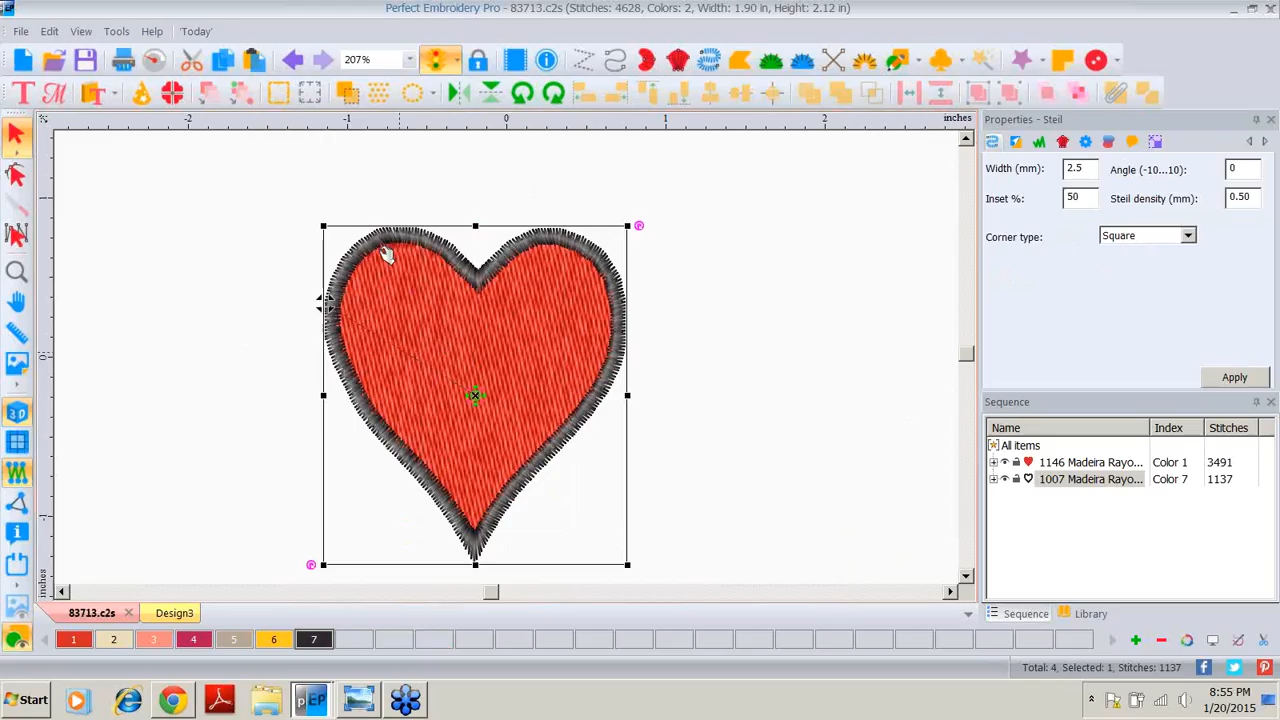 Perfect Embroidery Pro - 83713.c2s (Stitches: 4628, Colors: 2, Width: 1.90 in, Height: 2.12 in)
File Edit View Tools Help Today'
207%
-2 -1 0 1 2 inches
Properties - Steil
Width (mm): 2.5 Angle (-10...10): 0
Inset % 50 Steil density (mm): 0.50
Corner type: Square
Apply
Sequence
Name Index Stitches
All items
1146 Madeira Rayo... Color 1 3491
1007 Madeira Rayo... Color 7 1137
inches
83713.c2s Design3
Sequence Library
1 2 3 4 5 6 7
Total: 4, Selected: 1, Stitches: 1137
Start
8:55 PM
1/20/2015